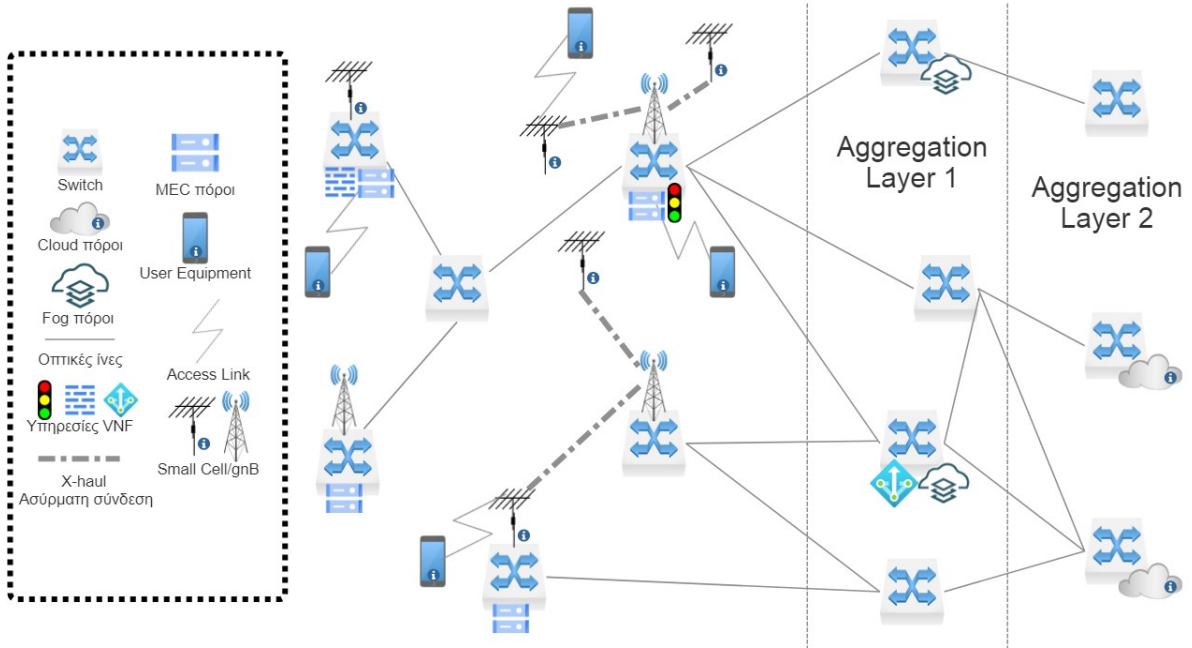 Switch
MEC πόροι
Cloud πόροι
User Equipment
Fog πόροι
Οπτικές ίνες
Access Link
Υπηρεσίες VNF
Small Cell/gnB
X-haul
Ασύρματη σύνδεση
Aggregation
Layer 1
Aggregation
Layer 2